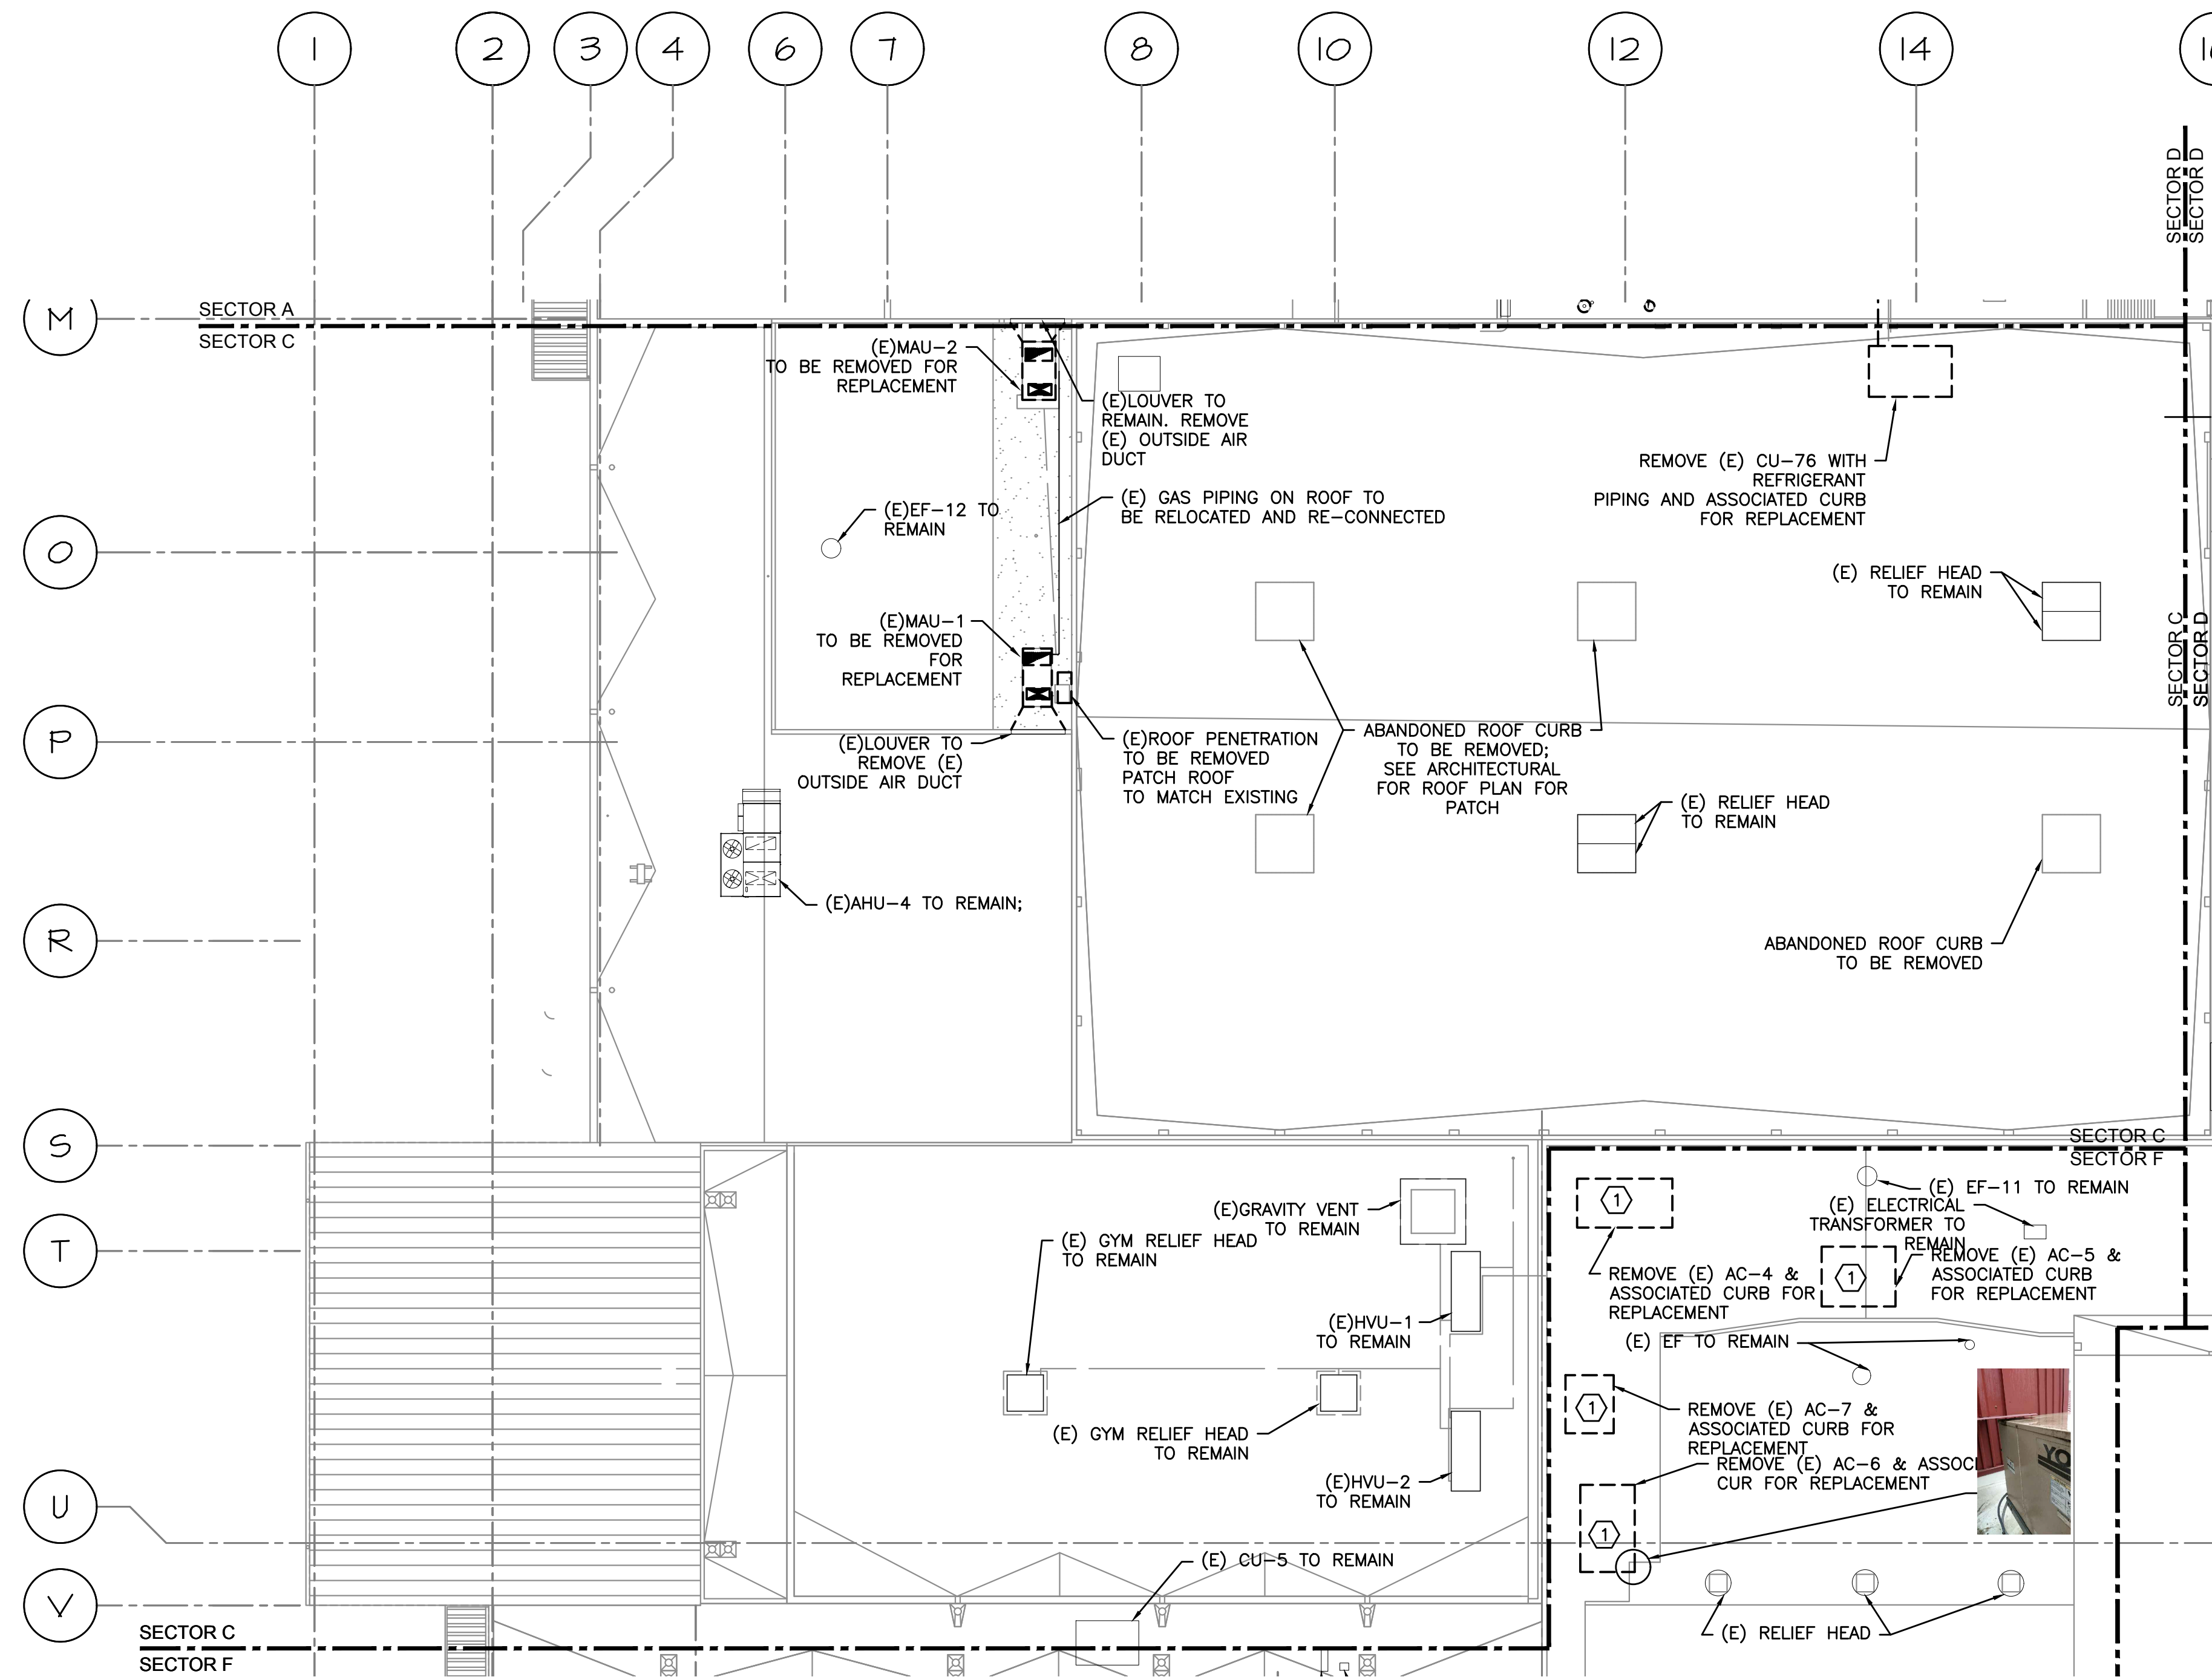 1
2
3
4
6
7
8
10
12
14
SECTOR D
SECTOR D
M
SECTOR A
SECTOR C
(E)MAU-2
TO BE REMOVED FOR
REPLACEMENT
(E)LOUVER TO
REMAIN. REMOVE
(E) OUTSIDE AIR
DUCT
REMOVE (E) CU-76 WITH
REFRIGERANT
PIPING AND ASSOCIATED CURB
FOR REPLACEMENT
(E)EF-12 TO
REMAIN
(E) GAS PIPING ON ROOF TO
BE RELOCATED AND RE-CONNECTED
O
(E) RELIEF HEAD
TO REMAIN
SECTOR C
SECTOR D
(E)MAU-1
TO BE REMOVED
FOR
REPLACEMENT
P
(E)LOUVER TO
REMOVE (E)
OUTSIDE AIR DUCT
(E)ROOF PENETRATION
TO BE REMOVED
PATCH ROOF
TO MATCH EXISTING
ABANDONED ROOF CURB
TO BE REMOVED;
SEE ARCHITECTURAL
FOR ROOF PLAN FOR
PATCH
(E) RELIEF HEAD
TO REMAIN
(E)AHU-4 TO REMAIN;
R
ABANDONED ROOF CURB
TO BE REMOVED
S
SECTOR C
SECTOR F
T
(E)GRAVITY VENT
TO REMAIN
(E) GYM RELIEF HEAD
TO REMAIN
1
(E) EF-11 TO REMAIN
(E) ELECTRICAL
TRANSFORMER TO
REMAIN
REMOVE (E) AC-4 &
ASSOCIATED CURB FOR
REPLACEMENT
1
REMOVE (E) AC-5 &
ASSOCIATED CURB
FOR REPLACEMENT
(E)HVU-1
TO REMAIN
(E) EF TO REMAIN
1
REMOVE (E) AC-7 &
ASSOCIATED CURB FOR
REPLACEMENT
(E) GYM RELIEF HEAD
TO REMAIN
REMOVE (E) AC-6 & ASSOCI
CUR FOR REPLACEMENT
YO
(E)HVU-2
TO REMAIN
U
1
(E) CU-5 TO REMAIN
V
SECTOR C
SECTOR F
(E) RELIEF HEAD